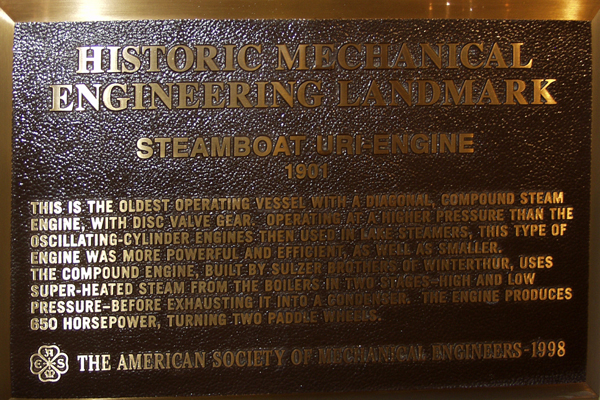 HISTORIC MECHANICAL
ENGINEERING LANDMARK
STEAMBOAT URI-ENGINE
1901
THIS IS THE OLDEST OPERATING VESSEL WITH A DIAGONAL, COMPOUND STEAM
ENGINE, WITH DISC VALVE GEAR. OPERATING AT A HIGHER PRESSURE THAN THE
OSCILLATING-CYLINDER ENGINES THEN USED IN LAKE STEAMERS, THIS TYPE OF
ENGINE WAS MORE POWERFUL AND EFFICIENT, AS WELL AS SMALLER.
THE COMPOUND ENGINE, BUILT BY SULZER BROTHERS OF WINTERTHUR, USES
SUPER-HEATED STEAM FROM THE BOILERS IN TWO STAGES-HIGH AND LOW
PRESSURE-BEFORE EXHAUSTING IT INTO A CONDENSER. THE ENGINE PRODUCES
650 HORSEPOWER, TURNING TWO PADDLE WHEELS.
THE AMERICAN SOCIETY OF MECHANICAL ENGINEERS-1998